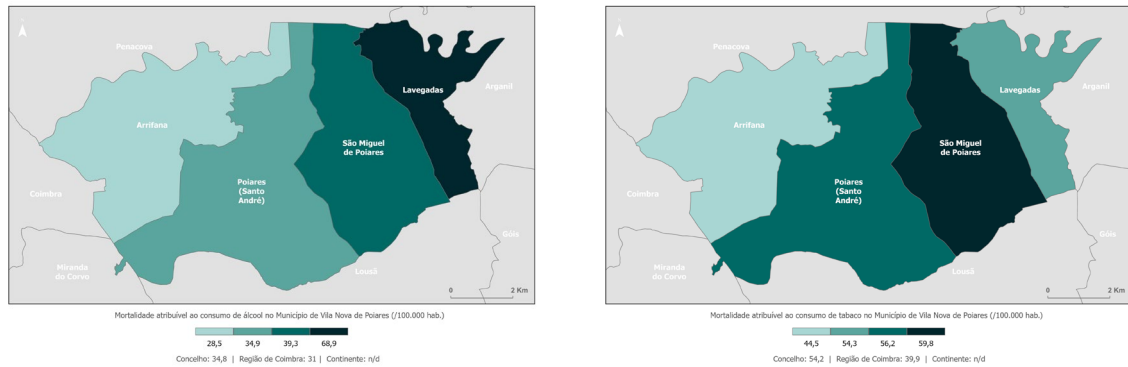 Penacova
Lavegadas
Arganil
Arrifana
São Miguel
de Poiares
Poiares
(Santo
André)
Coimbra
Góis
Miranda
do Corvo
Lousã
0 2 Km
Mortalidade atribuível ao consumo de álcool no Município de Vila Nova de Poiares (/100.000 hab.)
28,5 34,9 39,3 68,9
Concelho: 34,8 | Região de Coimbra: 31 | Continente: n/d
Penacova
Lavegadas
Arganil
Arrifana
São Miguel
de Poiares
Poiares
(Santo
André)
Coimbra
Góis
Miranda
do Corvo
Lousã
0 2 Km
Mortalidade atribuível ao consumo de tabaco no Município de Vila Nova de Poiares (/100.000 hab.)
44,5 54,3 56,2 59,8
Concelho: 54,2 | Região de Coimbra: 39,9 | Continente: n/d